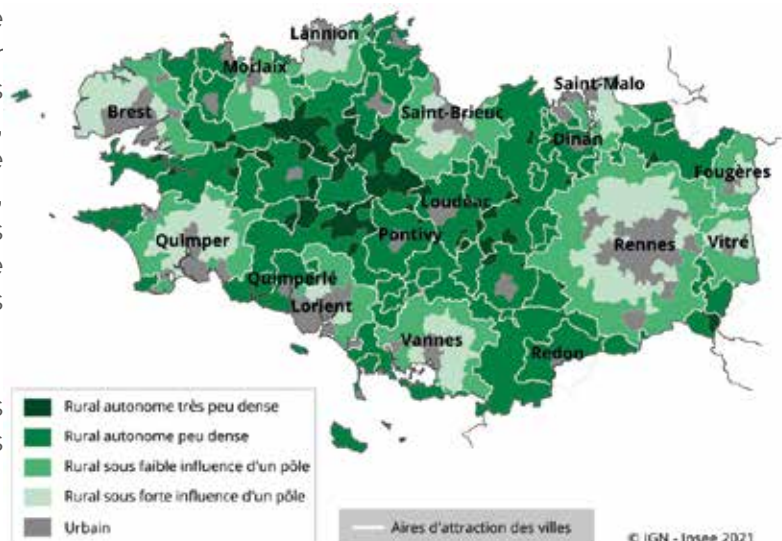 Lannion
Morlaix
Saint-Malo
Brest
Saint-Brieuc
Dinan
Fougères
Loudéac
Quimper
Pontivy
Rennes
Vitré
Quimperlé
Lorient
Vannes
Redon
Rural autonome très peu dense
Rural autonome peu dense
Rural sous faible influence d'un pôle
Rural sous forte influence d'un pôle
Urbain
Aires d'attraction des villes
© IGN - Insee 2021